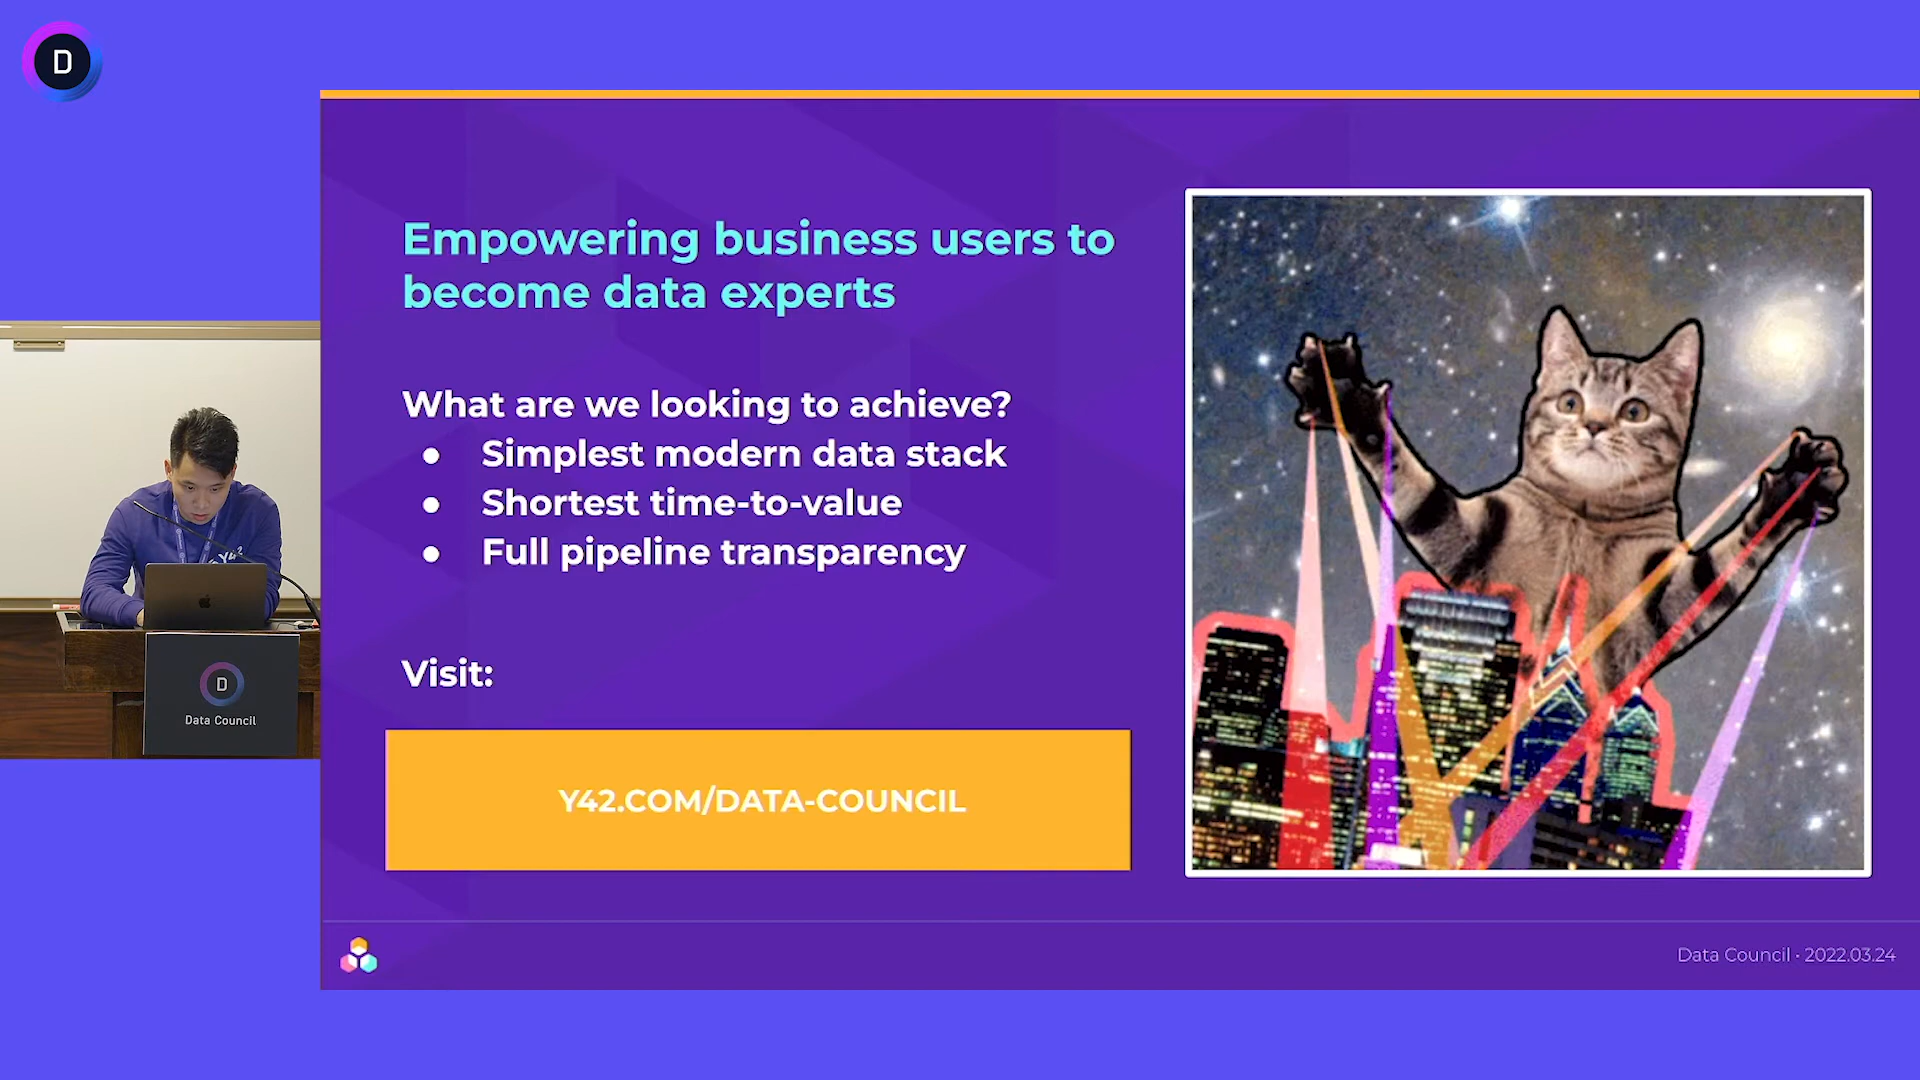 D
Empowering business users to
become data experts
What are we looking to achieve?
● Simplest modern data stack
● Shortest time-to-value
● Full pipeline transparency
Visit:
Y42.COM/DATA-COUNCIL
Data Council • 2022.03.24
Y42
D
Data Council